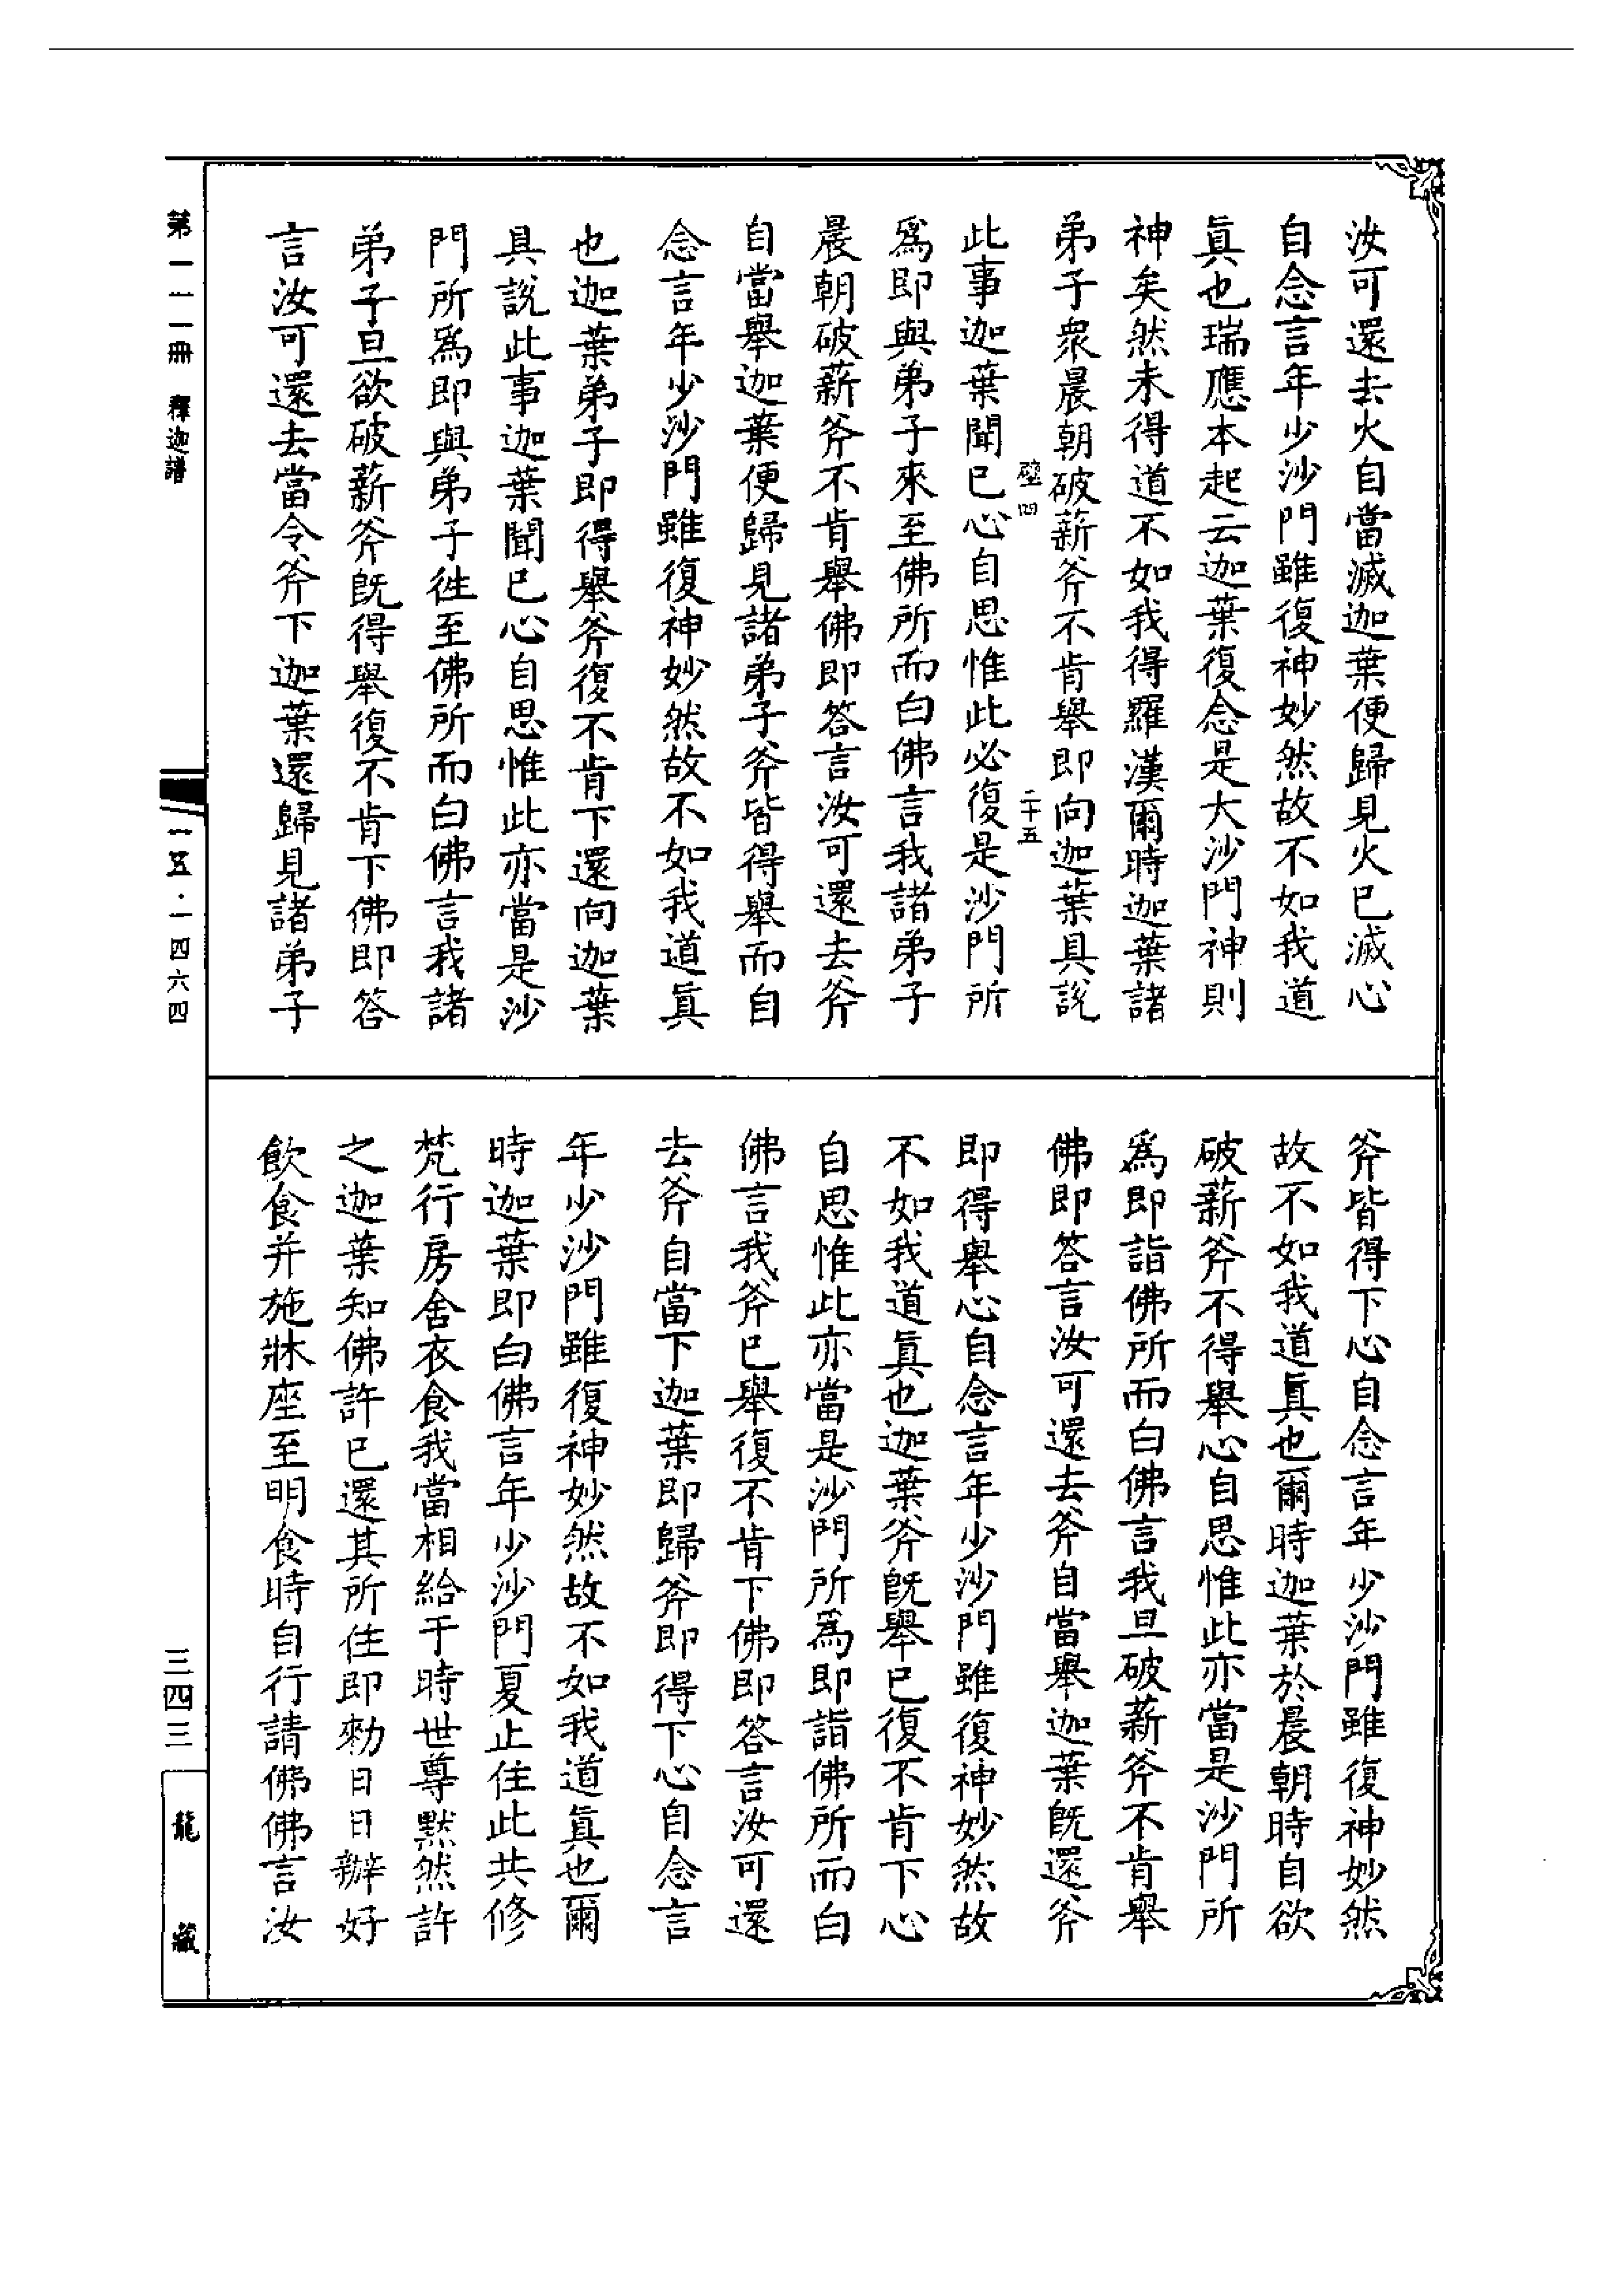 汝可還去火自當滅迦葉便歸見火已滅心
自念言年少沙門雖復神妙然故不如我道
眞也瑞應本起云迦葉復念是大沙門神則
神矣然未得道不如我得羅漢爾時迦葉諸
弟子衆晨朝破薪斧不肯舉即向迦葉具說
四
二十五
此事迦葉聞已心自思惟此必復是沙門所
爲即與弟子來至佛所而白佛言我諸弟子
晨朝破薪斧不肯舉佛即答言汝可還去斧
自當舉迦葉便歸見諸弟子斧皆得舉而自
念言年少沙門雖復神妙然故不如我道眞
也迦葉弟子即得舉斧復不肯下還向迦葉
具說此事迦葉聞已心自思惟此亦當是沙
門所爲即與弟子徃至佛所而白佛言我諸
弟子旦欲破薪斧旣得舉復不肯下佛即答
言汝可還去當令斧下迦葉還歸見諸弟子
斧皆得下心自念言年少沙門雖復神妙然
故不如我道眞也爾時迦葉於晨朝時自欲
破薪斧不得舉心自思惟此亦當是沙門所
爲即詣佛所而白佛言我旦破薪斧不肯舉
佛即答言汝可還去斧自當舉迦葉旣還斧
即得舉心自念言年少沙門雖復神妙然故
不如我道眞也迦葉斧旣舉已復不肯下心
自思惟此亦當是沙門所爲即詣佛所而白
佛言我斧已舉復不肯下佛即答言汝可還
去斧自當下迦葉即歸斧即得下心自念言
年少沙門雖復神妙然故不如我道眞也爾
時迦葉即白佛言年少沙門夏止住此共修
梵行房舍衣食我當相給于時世尊默然許
之迦葉知佛許已還其所住即勑日日辦好
飲食并施牀座至明食時自行請佛佛言汝
第一一一冊 釋迦譜
一五·一四六四
三四三
龍藏